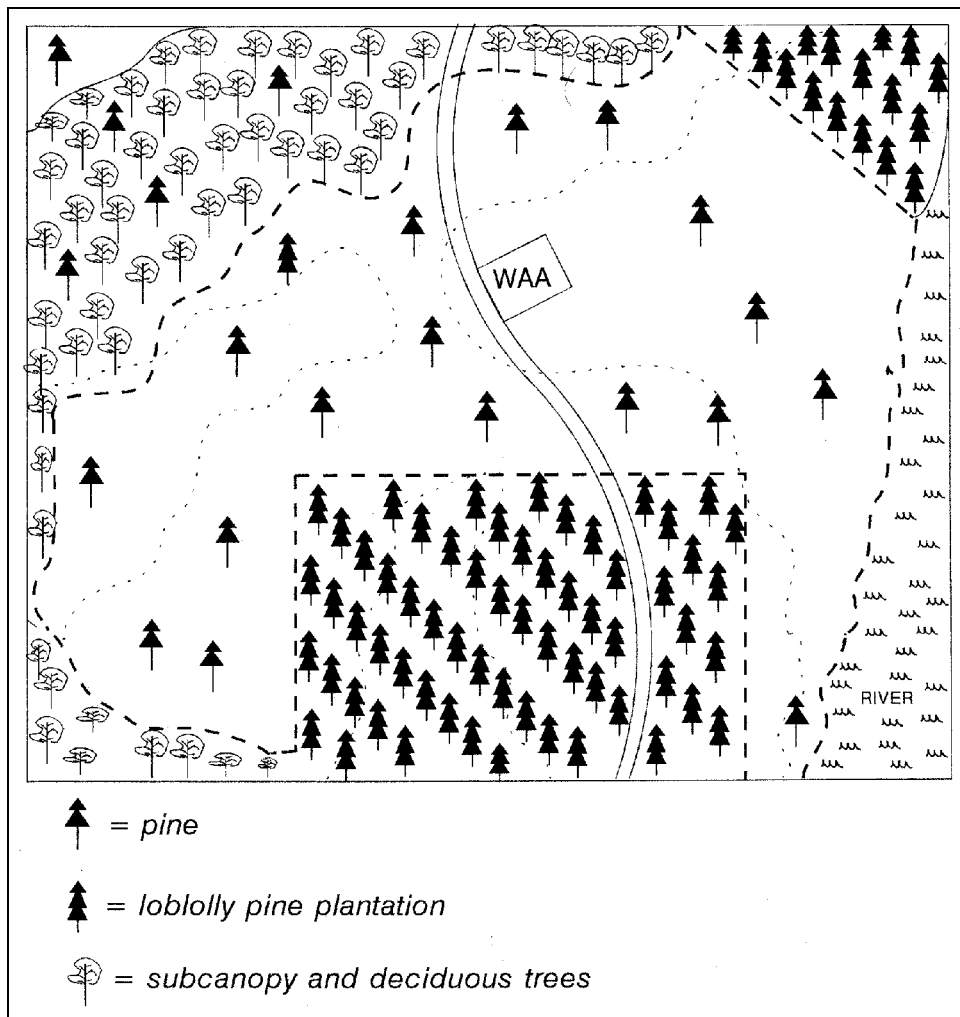 WAA
RIVER
= pine
= loblolly pine plantation
= subcanopy and deciduous trees